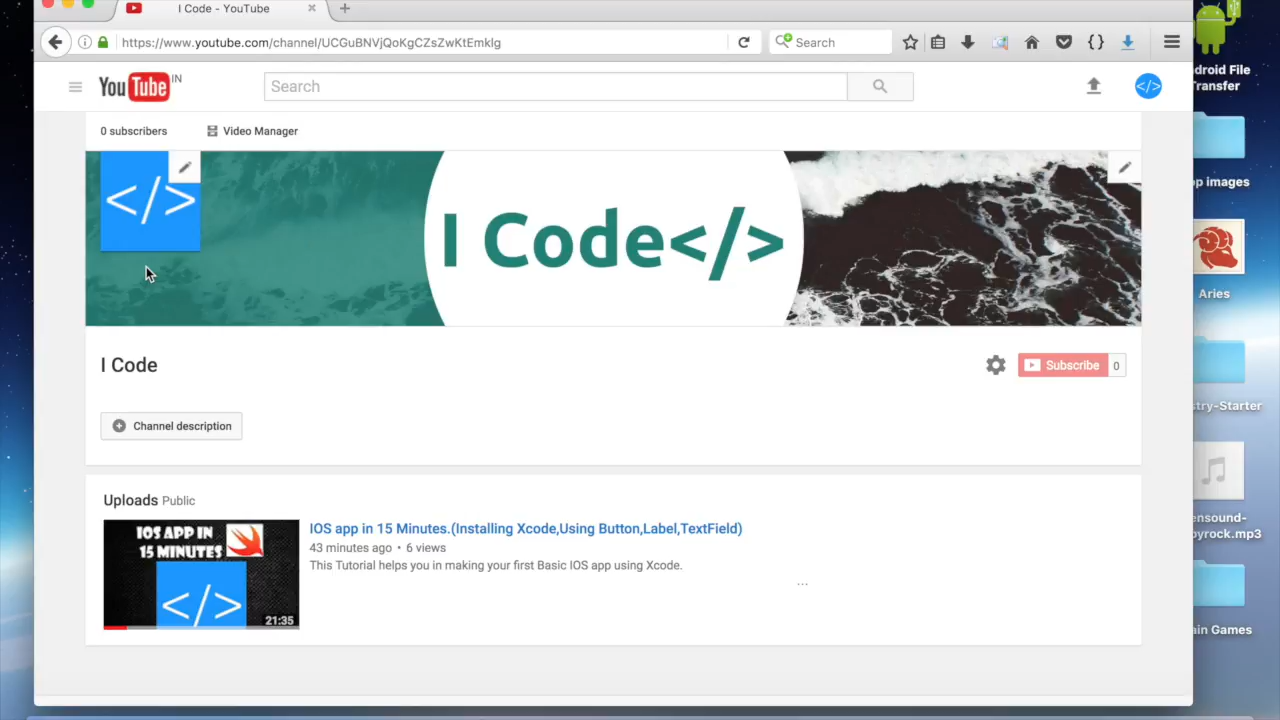 I Code - YouTube
https://www.youtube.com/channel/UCGuBNVjQoKgCZsZwKtEmklg
Search
YouTube IN
Search
</>
0 subscribers
Video Manager
</>
I Code</>
I Code
Subscribe 0
Channel description
Uploads Public
IOS APP IN
15 MINUTES
</>
21:35
IOS app in 15 Minutes.(Installing Xcode,Using Button,Label,TextField)
43 minutes ago • 6 views
This Tutorial helps you in making your first Basic IOS app using Xcode.
...
ndroid File
Transfer
pp images
Aries
stry-Starter
ensound-
pyrock.mp3
ain Games